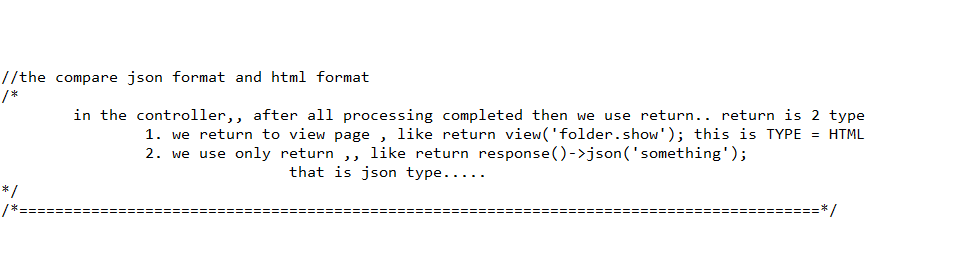 //the compare json format and html format
/*
in the controller,, after all processing completed then we use return.. return is 2 type
1. we return to view page , like return view('folder.show'); this is TYPE = HTML
2. we use only return ,, like return response()->json('something');
that is json type.....
*/
/*=========================================================================================*/